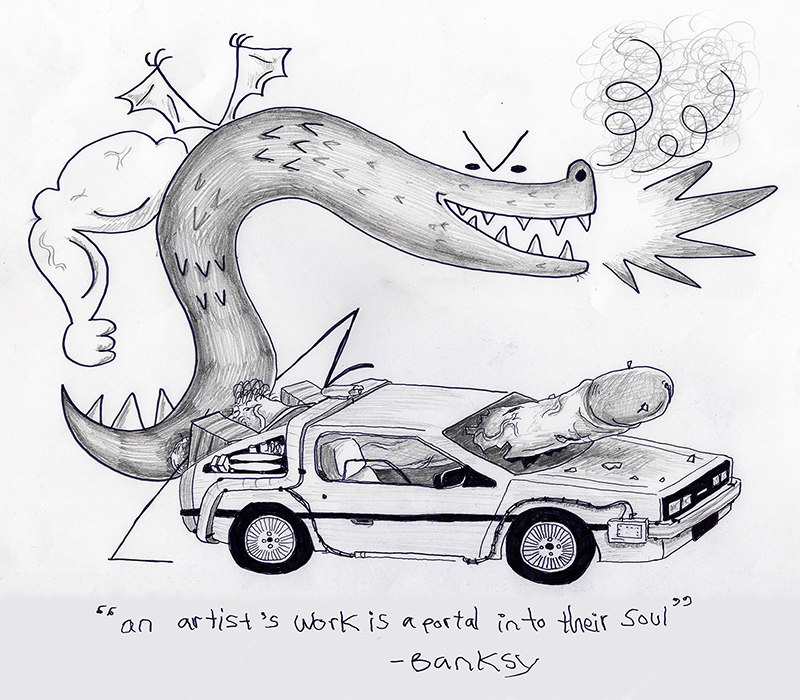 “an artist's work is a portal into their soul”
-Banksy